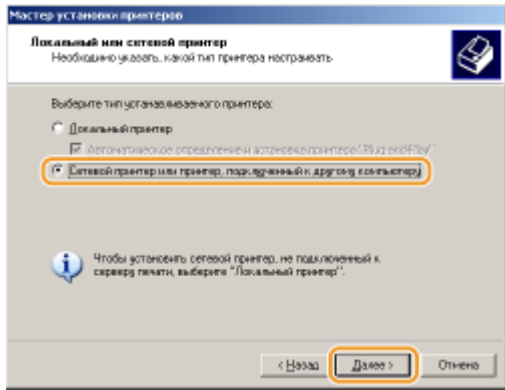 Мастер установки принтеров
Локальный или сетевой принтер
Необходимо указать, какой тип принтера настраивать
Выберите тип устанавливаемого принтера:
Локальный принтер
Автоматическое определение и установка принтера "Plug and Play"
Сетевой принтер или принтер, подключенный к другому компьютеру
Чтобы установить сетевой принтер, не подключенный к
серверу печати, выберите "Локальный принтер".
< Назад Далее > Отмена